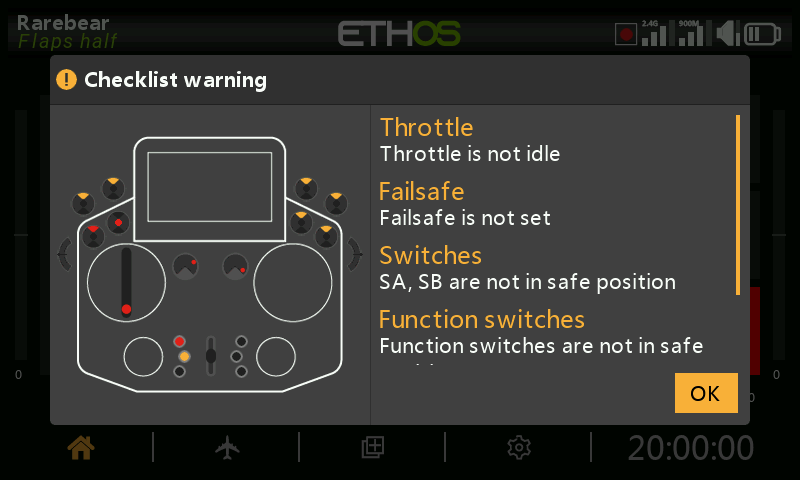 Rarebear
Flaps half
ETHOS
2.4G
900M
Checklist warning
Throttle
Throttle is not idle
Failsafe
Failsafe is not set
Switches
SA, SB are not in safe position
Function switches
Function switches are not in safe
OK
0
0
0
20:00:00